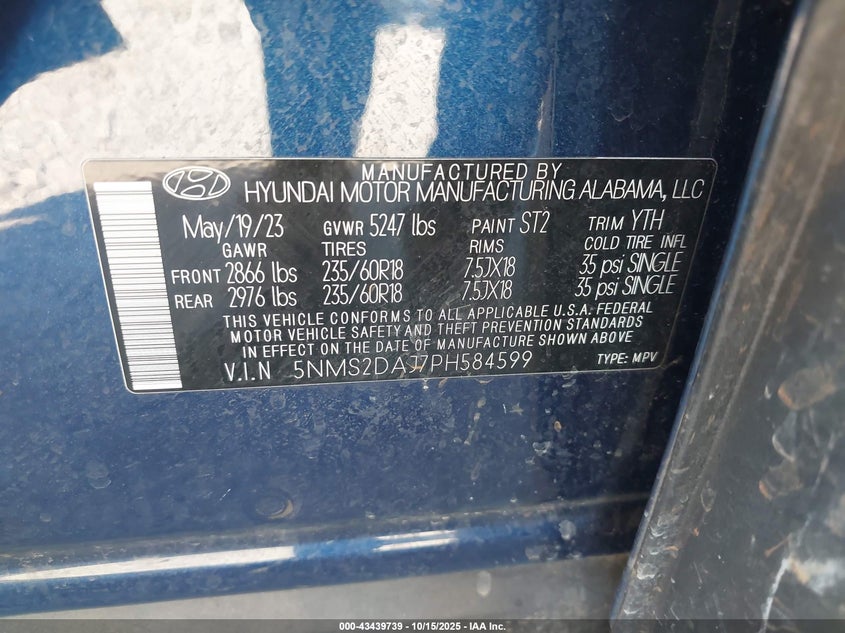 MANUFACTURED BY
HYUNDAI MOTOR MANUFACTURING ALABAMA, LLC
May/19/23 GVWR 5247 lbs PAINT ST2 TRIM YTH
GAWR TIRES RIMS COLD TIRE INFL
FRONT 2866 lbs 235/60R18 7.5JX18 35 psi SINGLE
REAR 2976 lbs 235/60R18 7.5JX18 35 psi SINGLE
THIS VEHICLE CONFORMS TO ALL APPLICABLE U.S.A. FEDERAL
MOTOR VEHICLE SAFETY AND THEFT PREVENTION STANDARDS
IN EFFECT ON THE DATE OF MANUFACTURE SHOWN ABOVE.
V.I.N 5NMS2DAJ7PH584599 TYPE: MPV
000-43439739 - 10/15/2025 - IAA Inc.